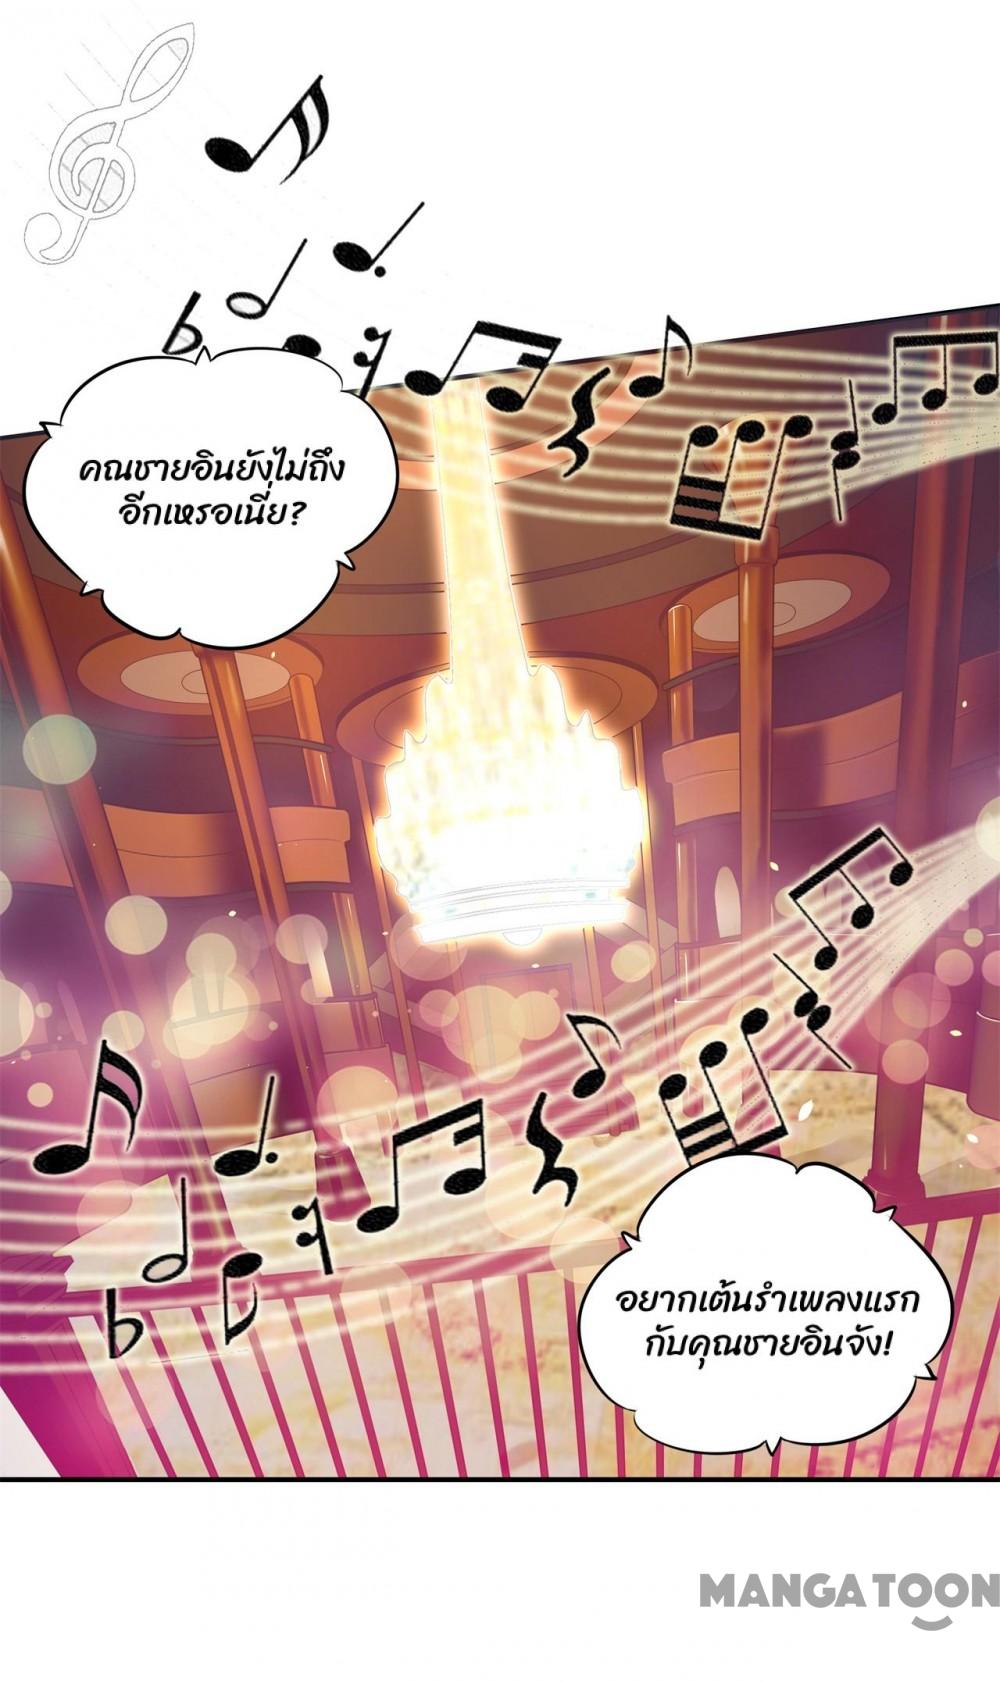 คณชายอินยังไม่ถึง
อีกเหรอเนี่ย?
อยากเต้นรำเพลงแรก
กับคุณชายอินจัง!
MANGATOON